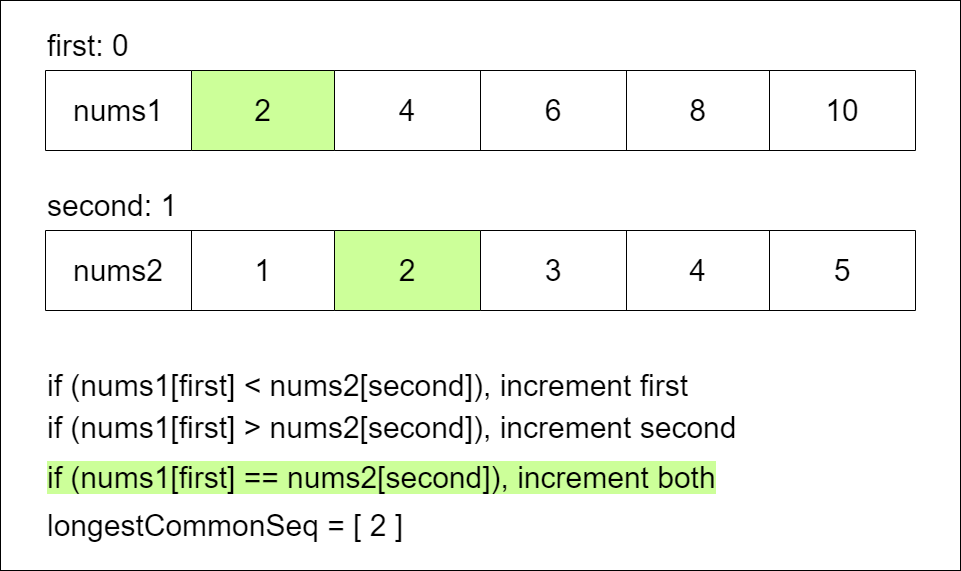 first: 0
nums1 2 4 6 8 10
second: 1
nums2 1 2 3 4 5
if (nums1[first] < nums2[second]), increment first
if (nums1[first] > nums2[second]), increment second
if (nums1[first] == nums2[second]), increment both
longestCommonSeq = [ 2 ]